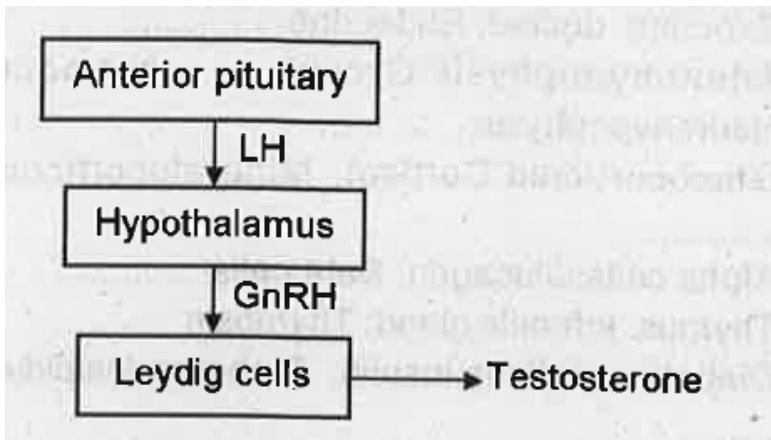 Anterior pituitary
LH
Hypothalamus
GnRH
Leydig cells
Testosterone